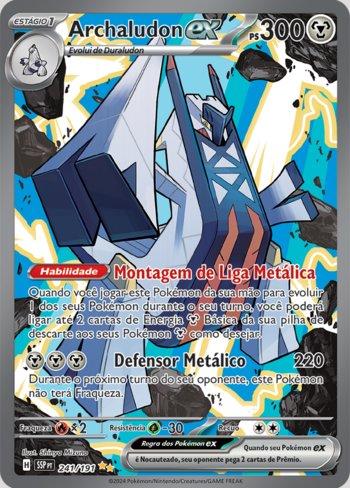 ESTÁGIO 1
Archaludon ex PS 300
Evolui de Duraludon
Habilidade Montagem de Liga Metálica
Quando você jogar este Pokémon da sua mão para evoluir
1 dos seus Pokémon durante o seu turno, você poderá
ligar até 2 cartas de Energia Básica da sua pilha de
descarte aos seus Pokémon como desejar.
Defensor Metálico 220
Durante o próximo turno do seu oponente, este Pokémon
não terá Fraqueza.
Fraqueza ×2 Resistência -30 Recuo
Ilust. Shinya Mizuno
Regra dos Pokémon ex
Quando seu Pokémon ex
é Nocauteado, seu oponente pega 2 cartas de Prêmio.
H SSP PT 241/191
©2024 Pokémon/Nintendo/Creatures/GAME FREAK